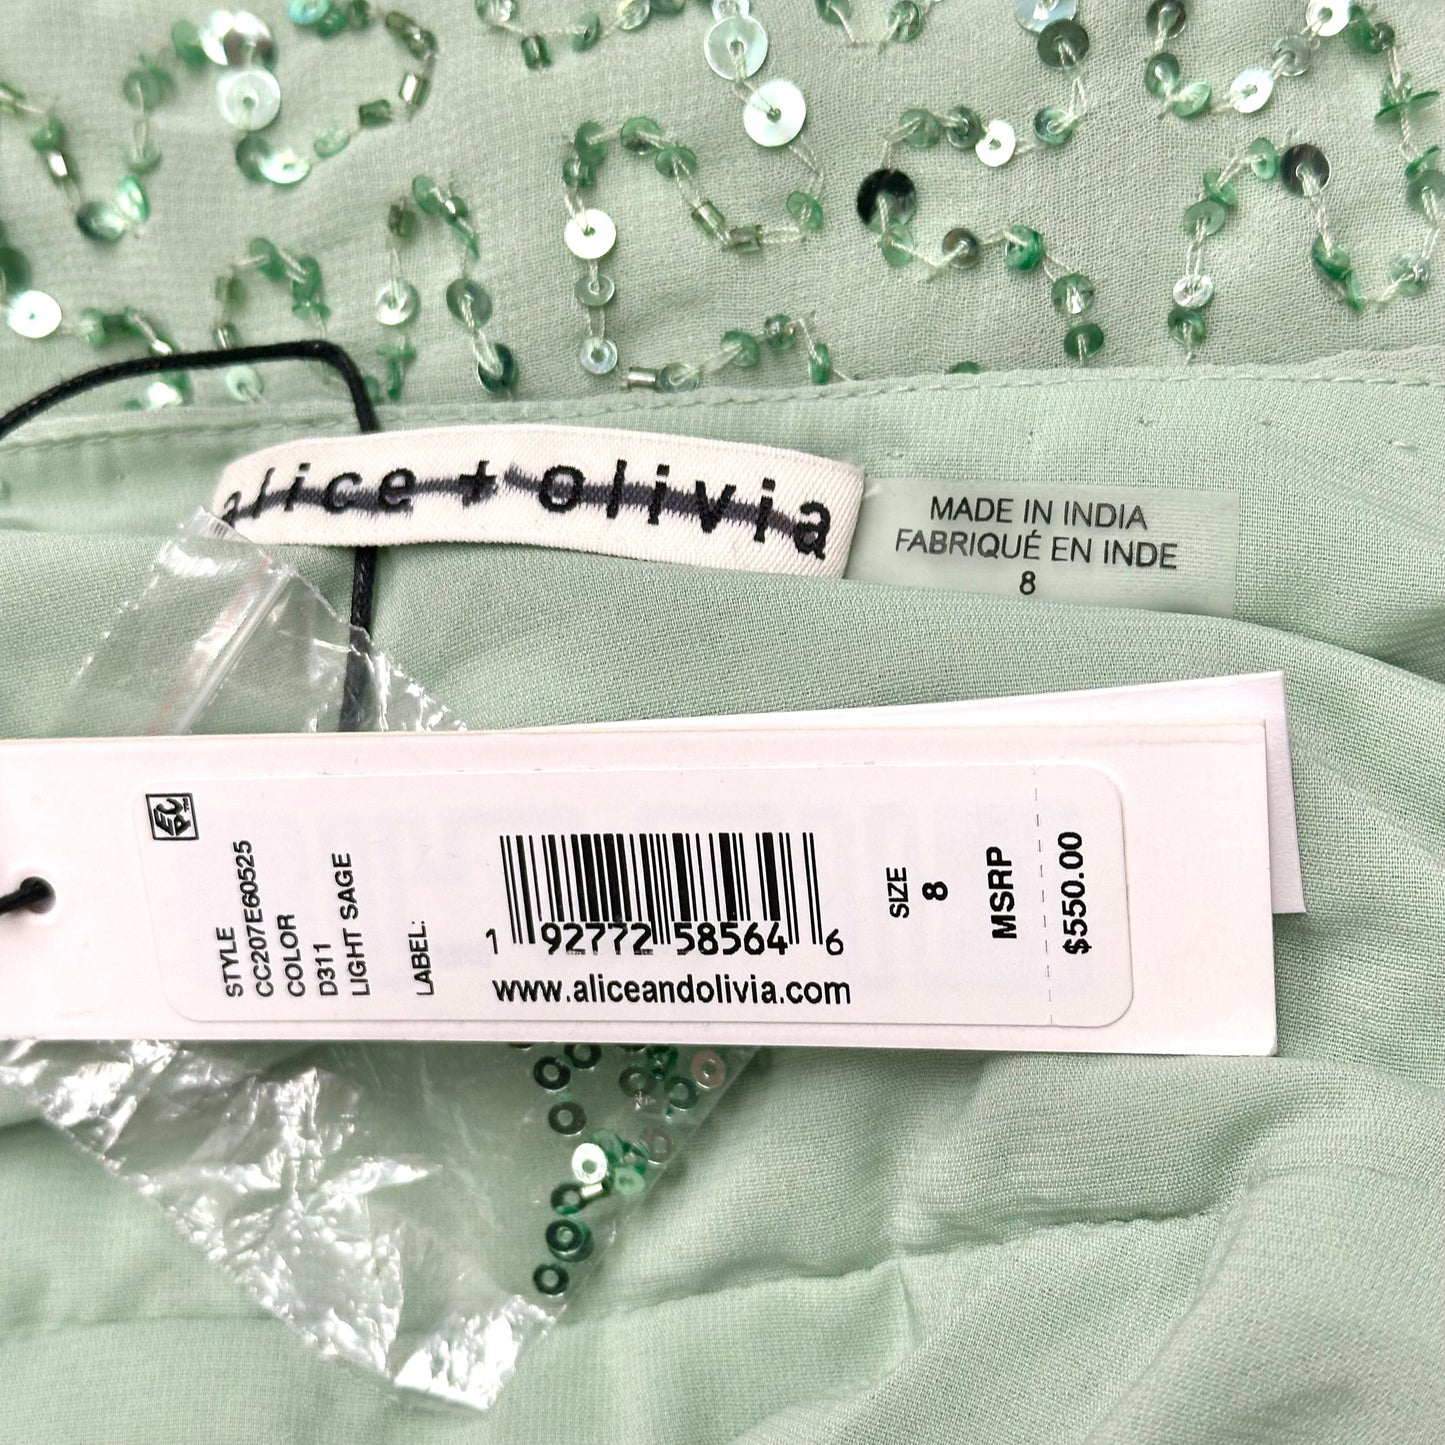 alice + olivia
MADE IN INDIA
FABRIQUÉ EN INDE
8
STYLE
CC207E60525
COLOR
D311
LIGHT SAGE
LABEL:
1 92772 58564 6
www.aliceandolivia.com
SIZE
8
MSRP
$550.00